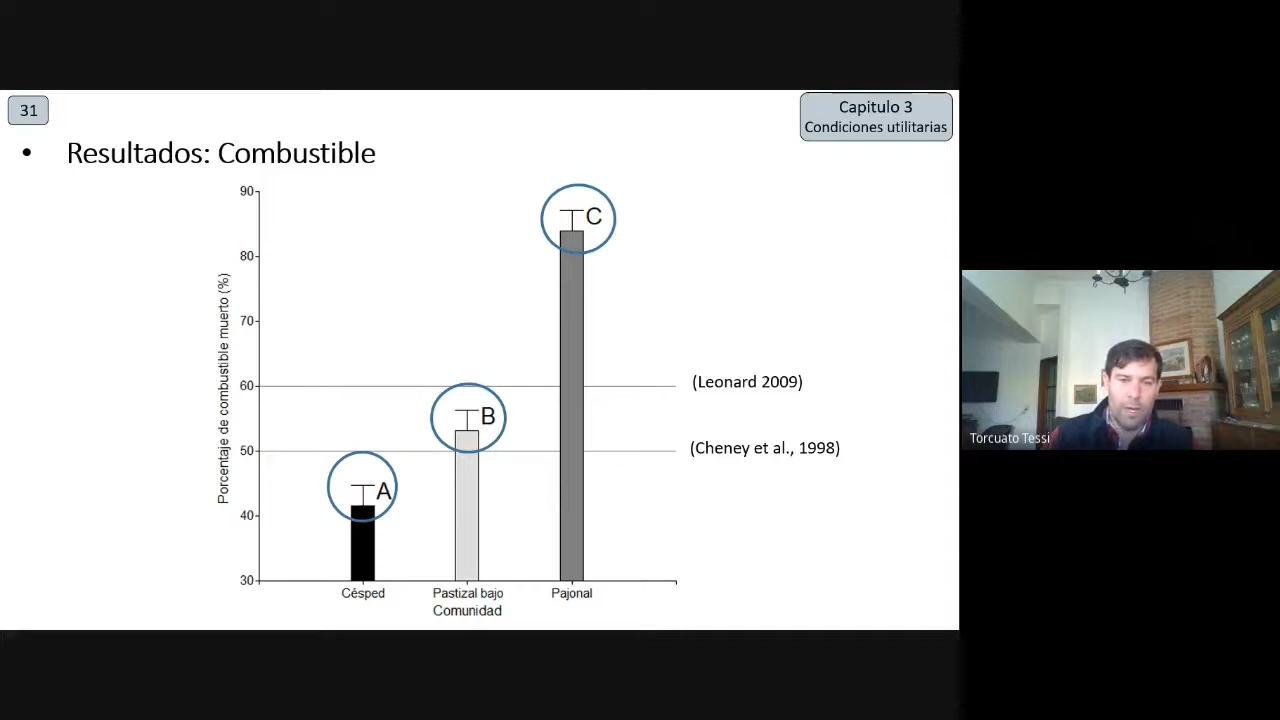 31
Capitulo 3
Condiciones utilitarias
• Resultados: Combustible
Porcentaje de combustible muerto (%)
90
80
70
60
50
40
30
C
B
A
(Leonard 2009)
(Cheney et al., 1998)
Césped
Pastizal bajo
Pajonal
Comunidad
Torcuato Tessi